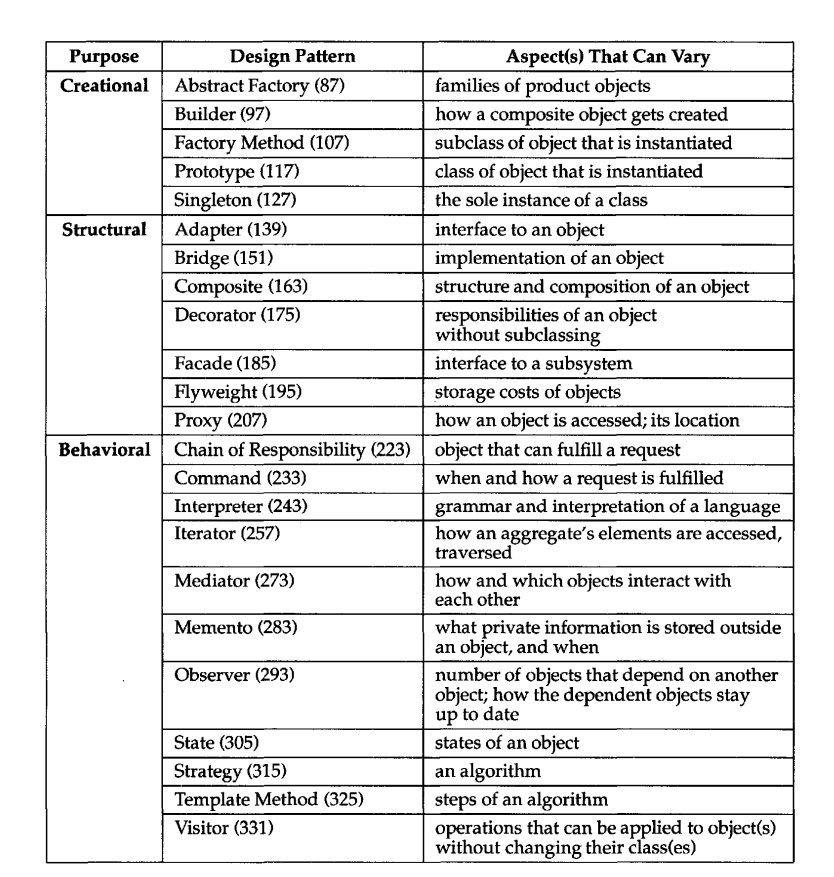 Purpose Design Pattern Aspect(s) That Can Vary
Creational Abstract Factory (87) families of product objects
Builder (97) how a composite object gets created
Factory Method (107) subclass of object that is instantiated
Prototype (117) class of object that is instantiated
Singleton (127) the sole instance of a class
Structural Adapter (139) interface to an object
Bridge (151) implementation of an object
Composite (163) structure and composition of an object
Decorator (175) responsibilities of an object
without subclassing
Facade (185) interface to a subsystem
Flyweight (195) storage costs of objects
Proxy (207) how an object is accessed; its location
Behavioral Chain of Responsibility (223) object that can fulfill a request
Command (233) when and how a request is fulfilled
Interpreter (243) grammar and interpretation of a language
Iterator (257) how an aggregate's elements are accessed,
traversed
Mediator (273) how and which objects interact with
each other
Memento (283) what private information is stored outside
an object, and when
Observer (293) number of objects that depend on another
object; how the dependent objects stay
up to date
State (305) states of an object
Strategy (315) an algorithm
Template Method (325) steps of an algorithm
Visitor (331) operations that can be applied to object(s)
without changing their class(es)